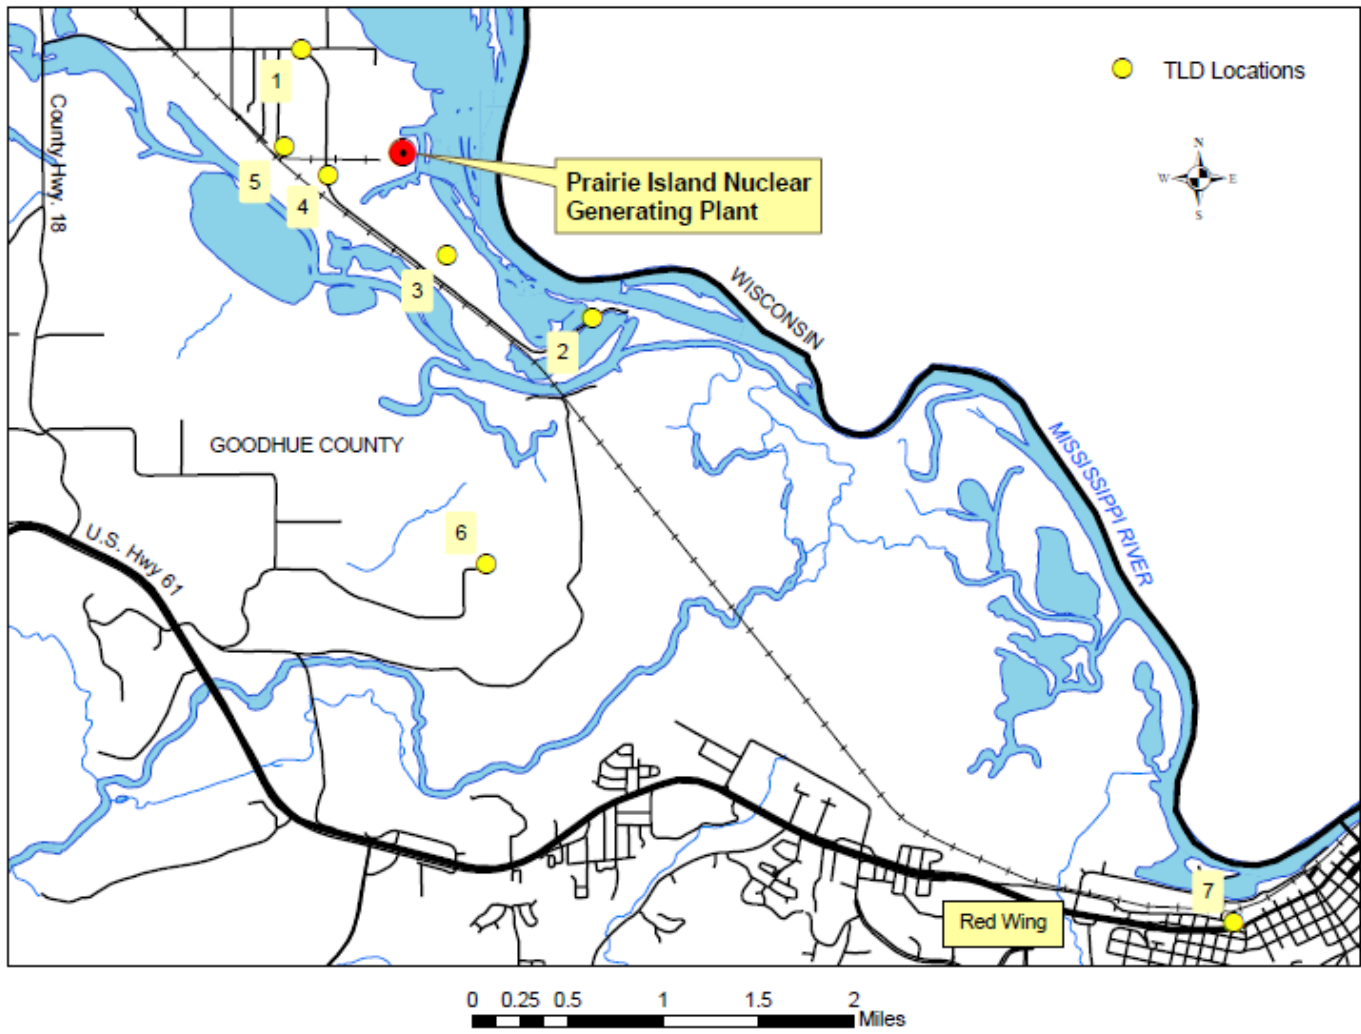 1
TLD Locations
County Hwy. 18
N
W E
S
5
4
Prairie Island Nuclear
Generating Plant
3
WISCONSIN
2
GOODHUE COUNTY
MISSISSIPPI RIVER
6
U.S. Hwy 61
7
Red Wing
0 0.25 0.5 1 1.5 2
Miles